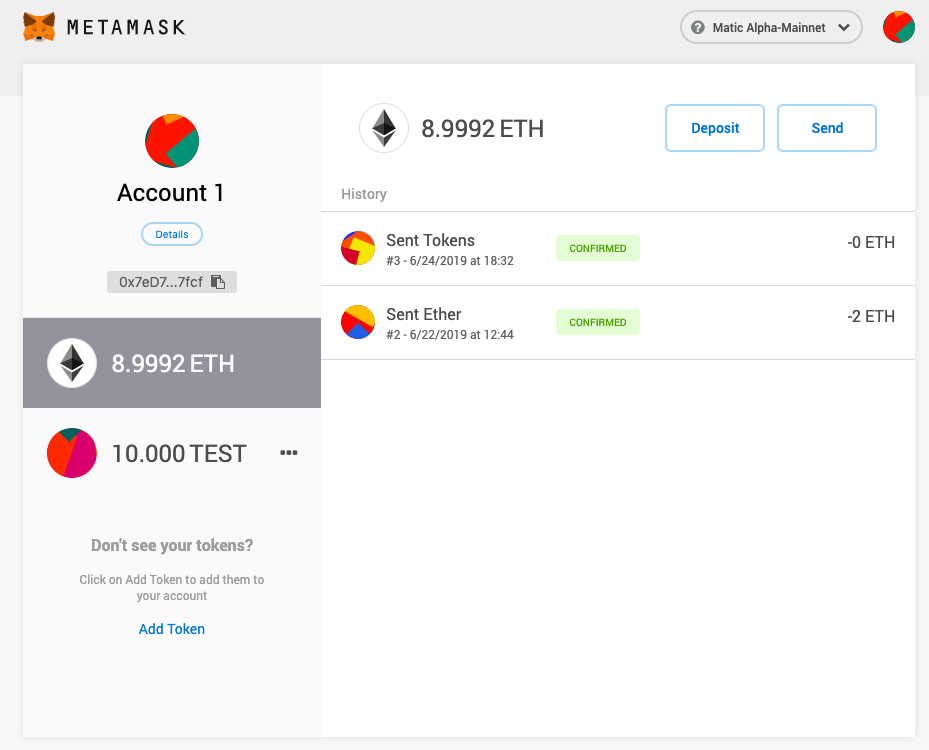 METAMASK
Matic Alpha-Mainnet
Account 1
Details
0x7eD7...7fcf
8.9992 ETH
10.000 TEST
Don't see your tokens?
Click on Add Token to add them to
your account
Add Token
8.9992 ETH
Deposit
Send
History
Sent Tokens
#3 - 6/24/2019 at 18:32
CONFIRMED
-0 ETH
Sent Ether
#2 - 6/22/2019 at 12:44
CONFIRMED
-2 ETH